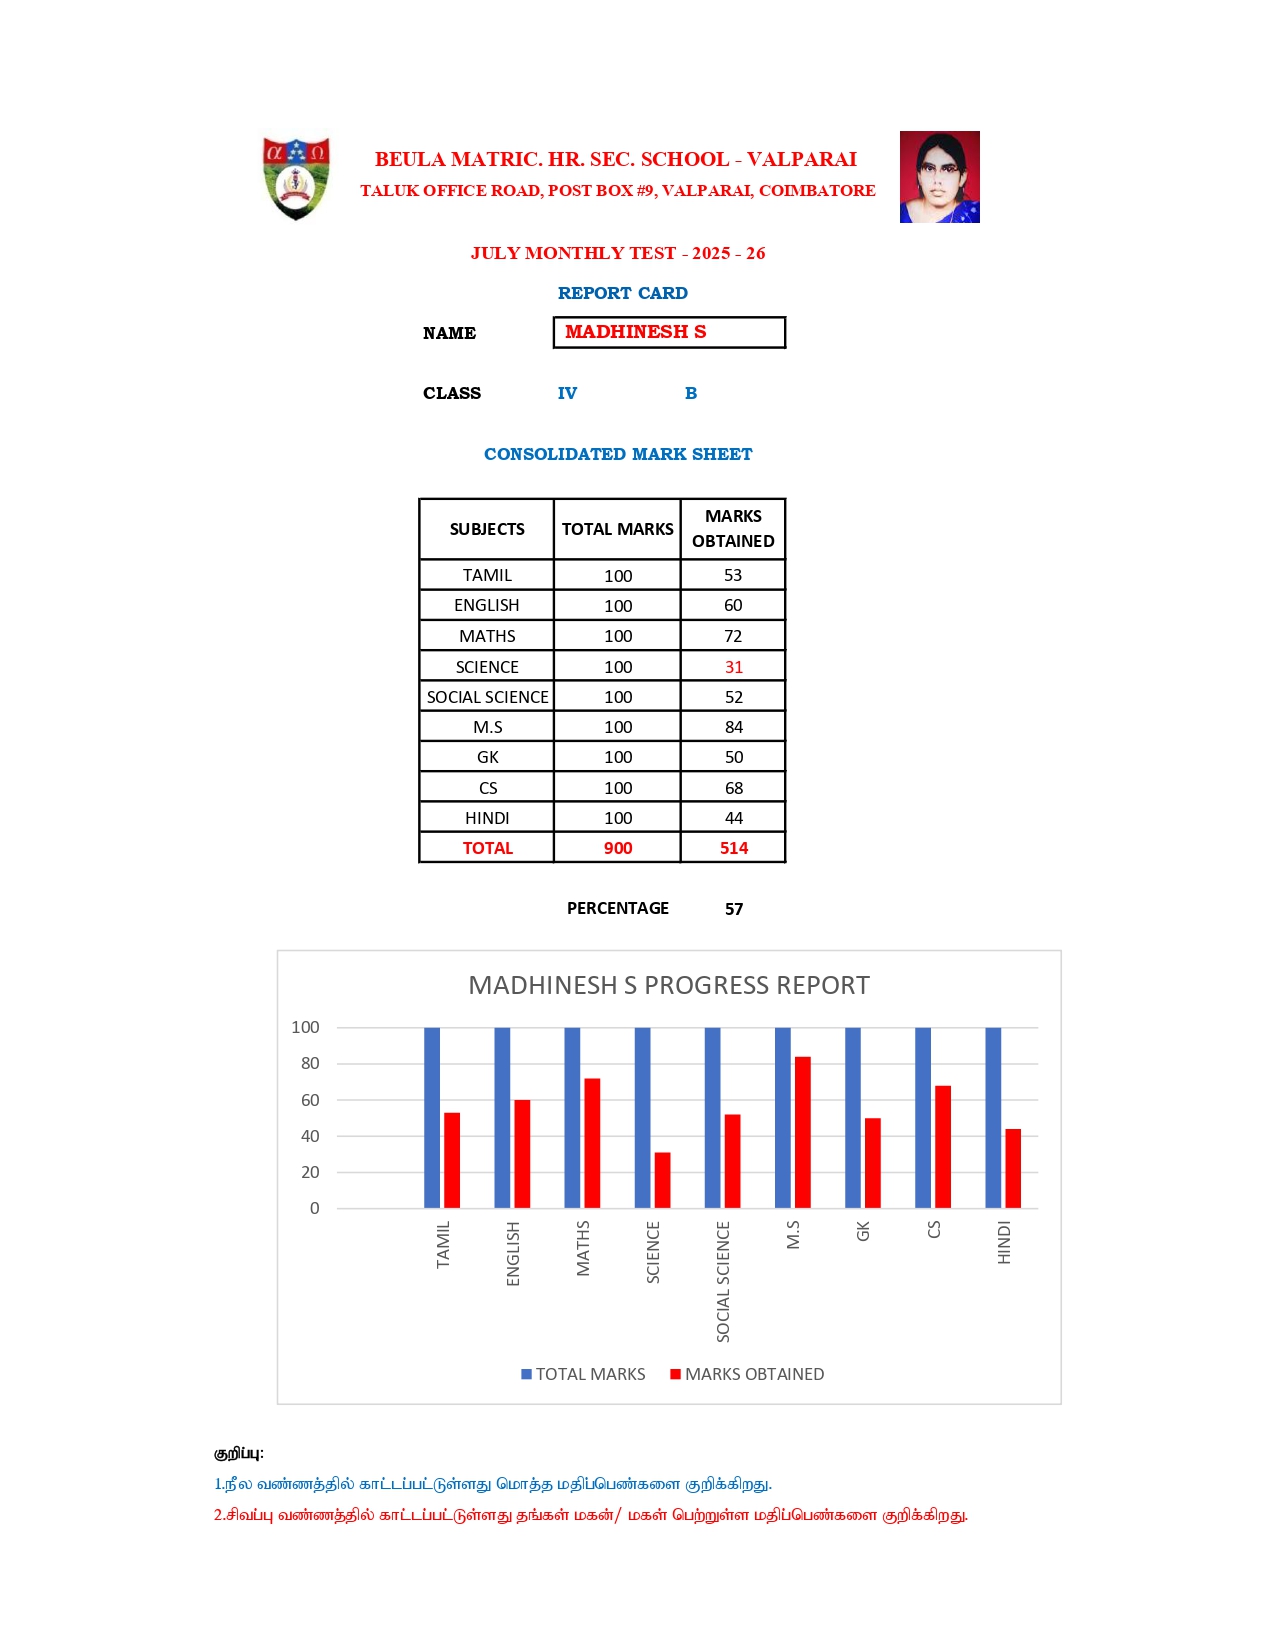 α Ω
BEULA MATRIC. HR. SEC. SCHOOL - VALPARAI
TALUK OFFICE ROAD, POST BOX #9, VALPARAI, COIMBATORE
JULY MONTHLY TEST - 2025 - 26
REPORT CARD
NAME MADHINESH S
CLASS IV B
CONSOLIDATED MARK SHEET
SUBJECTS TOTAL MARKS MARKS OBTAINED
TAMIL 100 53
ENGLISH 100 60
MATHS 100 72
SCIENCE 100 31
SOCIAL SCIENCE 100 52
M.S 100 84
GK 100 50
CS 100 68
HINDI 100 44
TOTAL 900 514
PERCENTAGE 57
MADHINESH S PROGRESS REPORT
100
80
60
40
20
0
TAMIL ENGLISH MATHS SCIENCE SOCIAL SCIENCE M.S GK CS HINDI
TOTAL MARKS MARKS OBTAINED
குறிப்பு:
1.நீல வண்ணத்தில் காட்டப்பட்டுள்ளது மொத்த மதிப்பெண்களை குறிக்கிறது.
2.சிவப்பு வண்ணத்தில் காட்டப்பட்டுள்ளது தங்கள் மகன்/ மகள் பெற்றுள்ள மதிப்பெண்களை குறிக்கிறது.